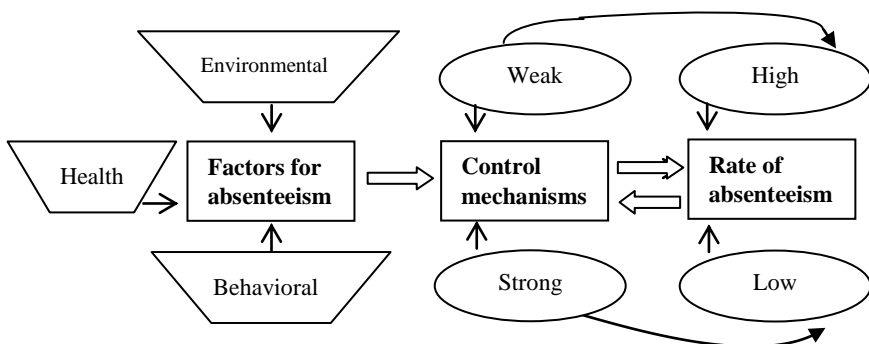 Environmental
Weak
High
Health
Factors for
absenteeism
Control
mechanisms
Rate of
absenteeism
Behavioral
Strong
Low